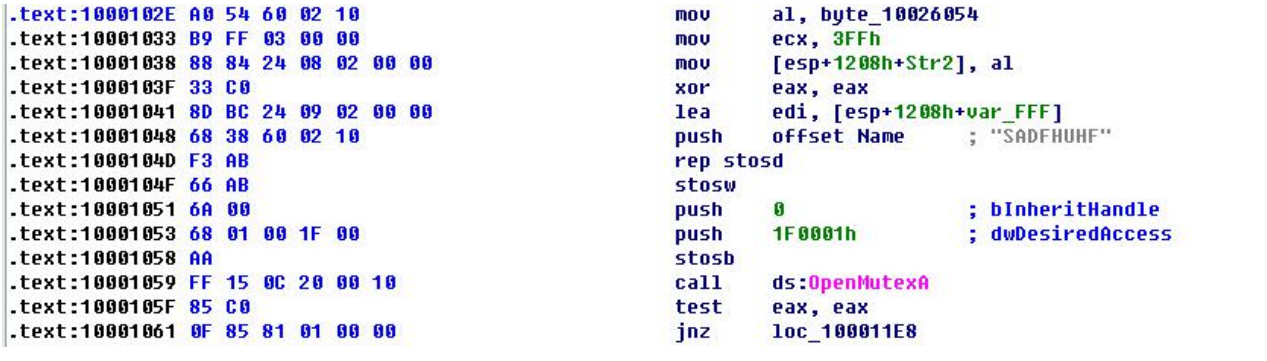 .text:1000102E A0 54 60 02 10 mov al, byte_10026054
.text:10001033 B9 FF 03 00 00 mov ecx, 3FFh
.text:10001038 88 84 24 08 02 00 00 mov [esp+1208h+Str2], al
.text:1000103F 33 C0 xor eax, eax
.text:10001041 8D BC 24 09 02 00 00 lea edi, [esp+1208h+var_FFF]
.text:10001048 68 38 60 02 10 push offset Name ; "SADFHUHF"
.text:1000104D F3 AB rep stosd
.text:1000104F 66 AB stosw
.text:10001051 6A 00 push 0 ; bInheritHandle
.text:10001053 68 01 00 1F 00 push 1F0001h ; dwDesiredAccess
.text:10001058 AA stosb
.text:10001059 FF 15 0C 20 00 10 call ds:OpenMutexA
.text:1000105F 85 C0 test eax, eax
.text:10001061 0F 85 81 01 00 00 jnz loc_100011E8